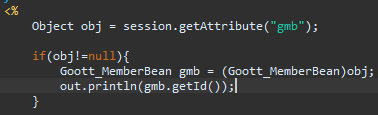 <%
Object obj = session.getAttribute("gmb");
if(obj!=null){
Goott_MemberBean gmb = (Goott_MemberBean)obj;
out.println(gmb.getId());
}